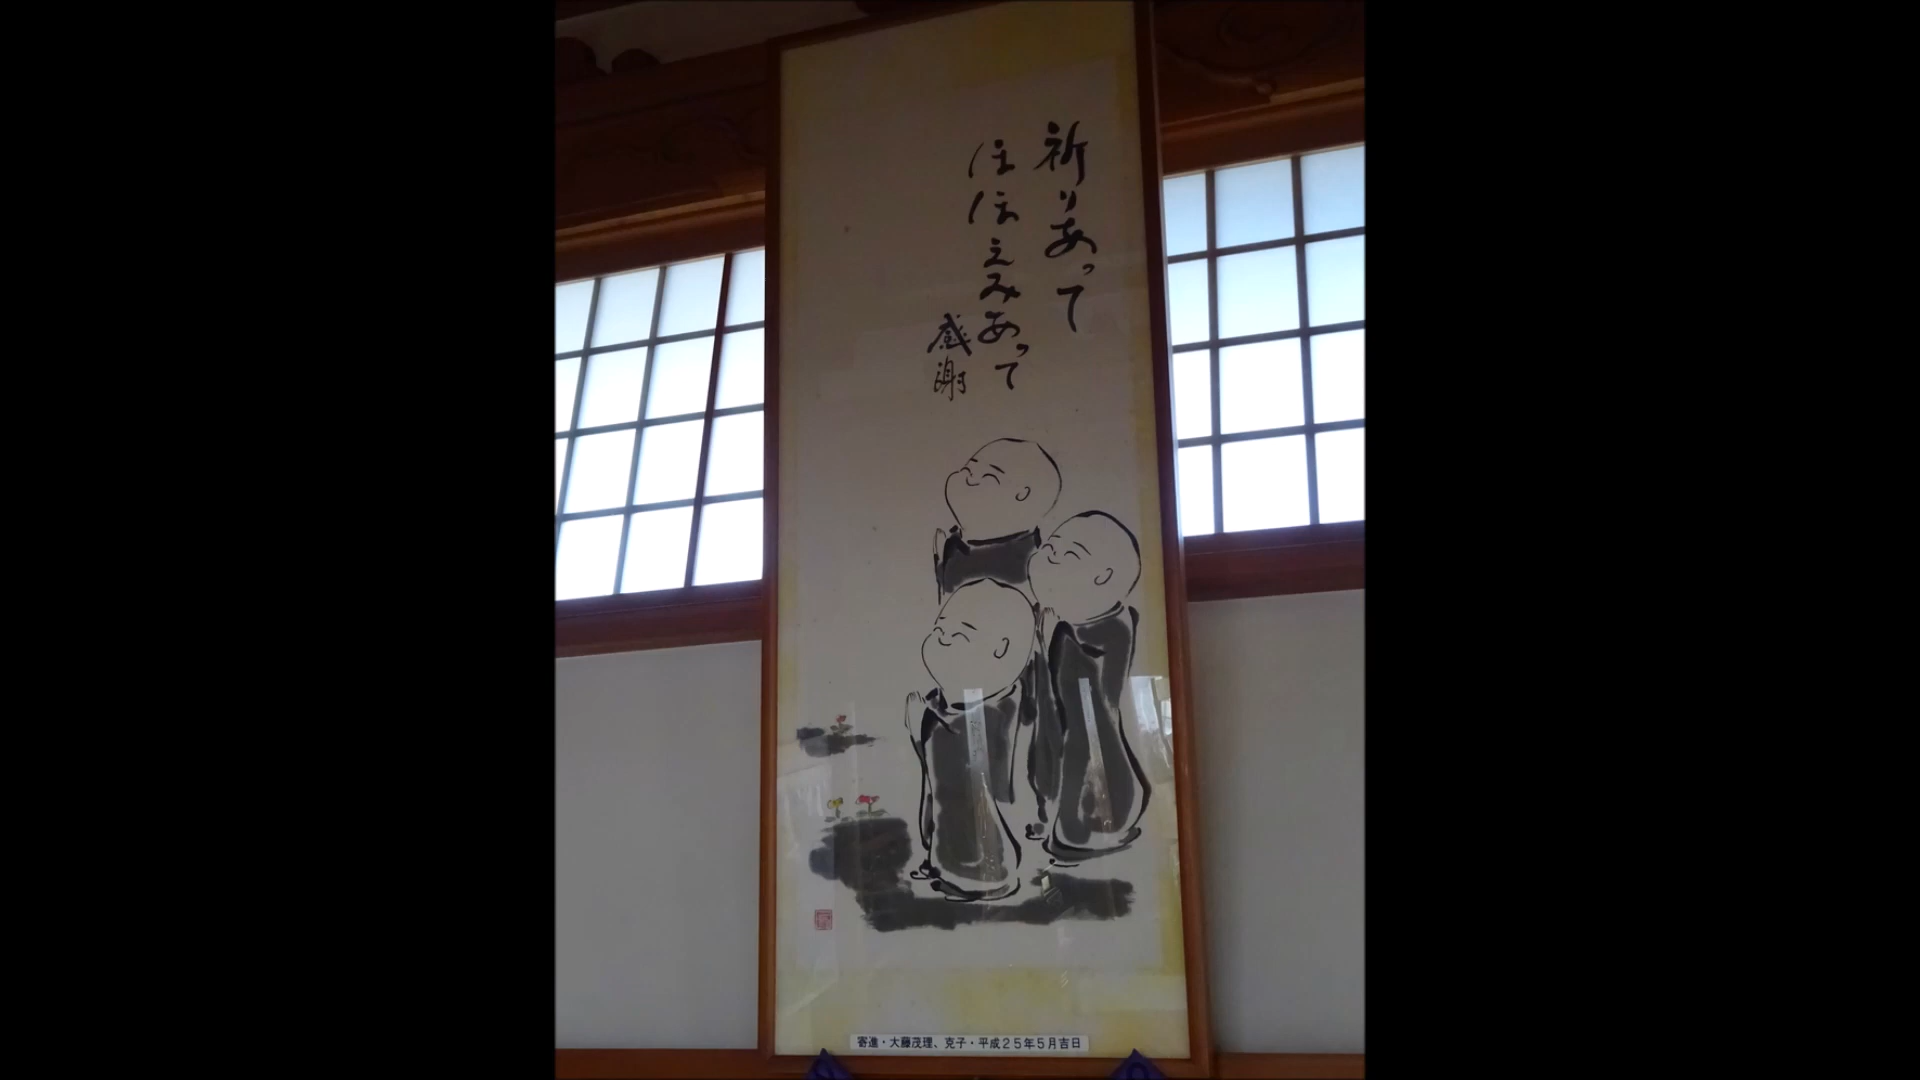 祈りあって
ほほえみあって
感謝
寄進・大藤茂理、克子・平成25年5月吉日